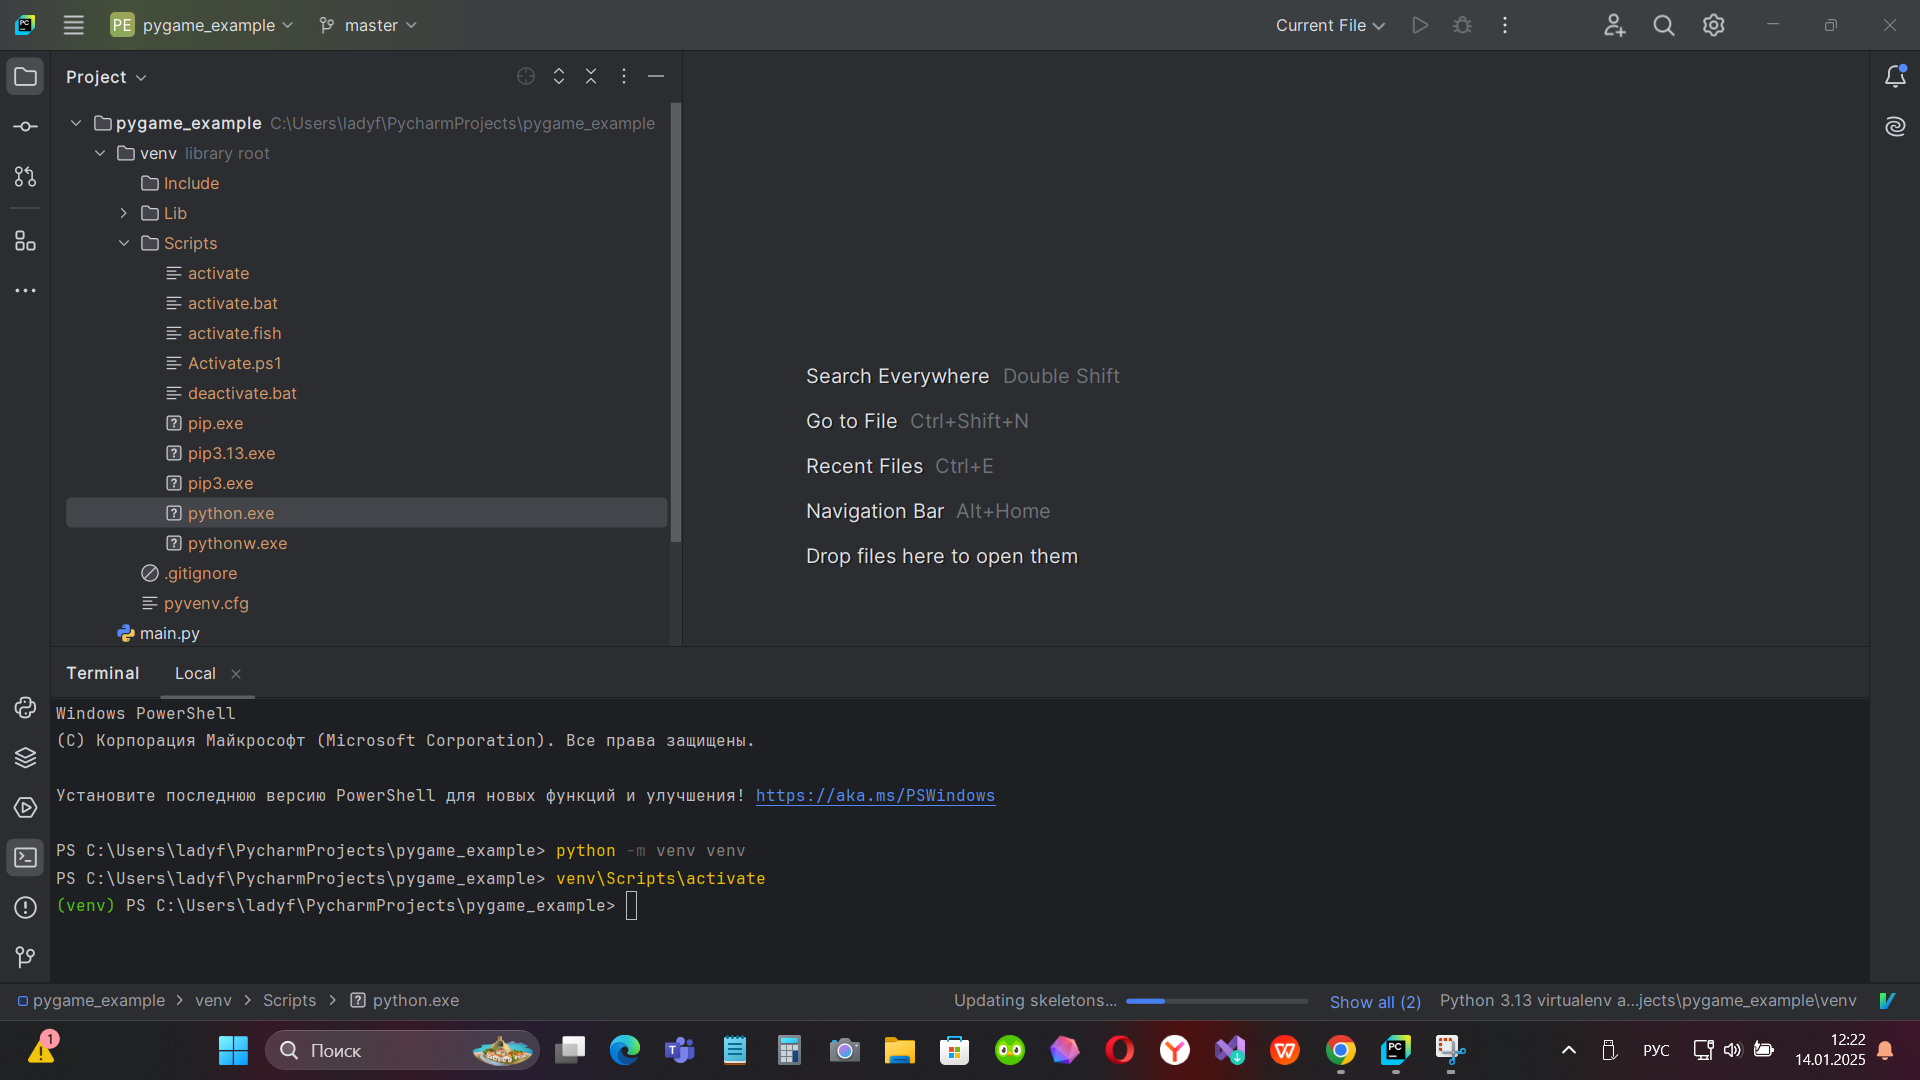 PE pygame_example master Current File
Project
pygame_example C:\Users\ladyf\PycharmProjects\pygame_example
venv library root
Include
Lib
Scripts
activate
activate.bat
activate.fish
Activate.ps1
deactivate.bat
pip.exe
pip3.13.exe
pip3.exe
python.exe
pythonw.exe
.gitignore
pyvenv.cfg
main.py
Search Everywhere Double Shift
Go to File Ctrl+Shift+N
Recent Files Ctrl+E
Navigation Bar Alt+Home
Drop files here to open them
Terminal Local
Windows PowerShell
(C) Корпорация Майкрософт (Microsoft Corporation). Все права защищены.
Установите последнюю версию PowerShell для новых функций и улучшения! https://aka.ms/PSWindows
PS C:\Users\ladyf\PycharmProjects\pygame_example> python -m venv venv
PS C:\Users\ladyf\PycharmProjects\pygame_example> venv\Scripts\activate
(venv) PS C:\Users\ladyf\PycharmProjects\pygame_example>
pygame_example > venv > Scripts > python.exe Updating skeletons... Show all (2) Python 3.13 virtualenv a...jects\pygame_example\venv
1 Поиск РУС 12:22
14.01.2025